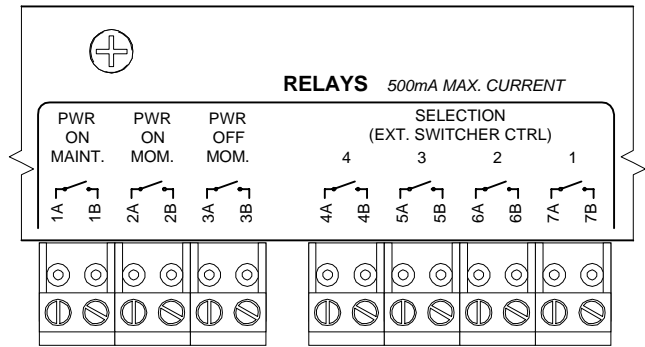 RELAYS 500mA MAX. CURRENT
PWR ON MAINT.
PWR ON MOM.
PWR OFF MOM.
SELECTION
(EXT. SWITCHER CTRL)
4 3 2 1
1A 1B 2A 2B 3A 3B 4A 4B 5A 5B 6A 6B 7A 7B